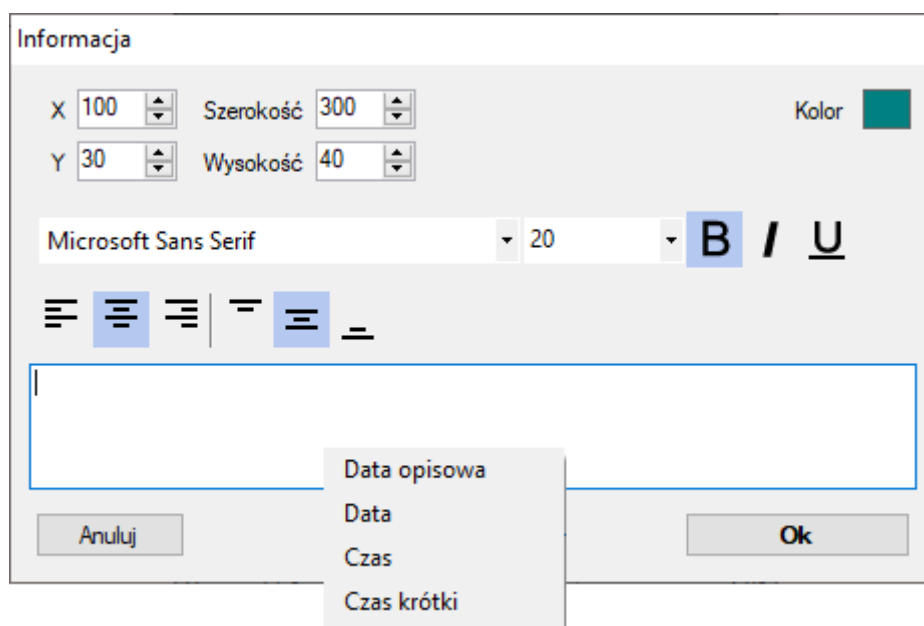 Informacja
X 100 Szerokość 300 Kolor
Y 30 Wysokość 40
Microsoft Sans Serif 20 B I U
Data opisowa
Data
Anuluj Ok
Czas
Czas krótki